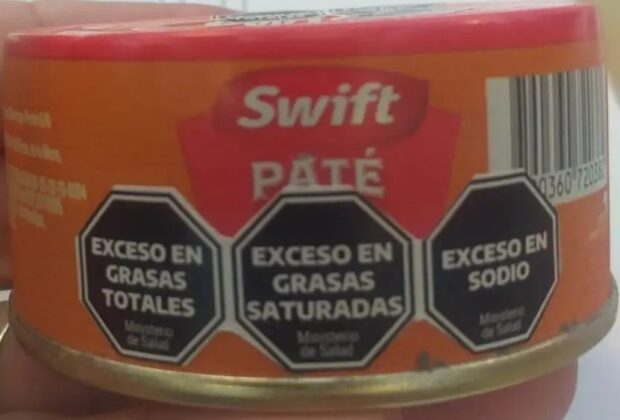 Swift
PATÉ
EXCESO EN
GRASAS
TOTALES
Ministerio
de Salud
EXCESO EN
GRASAS
SATURADAS
Ministerio
de Salud
EXCESO EN
SODIO
Ministerio
de Salud